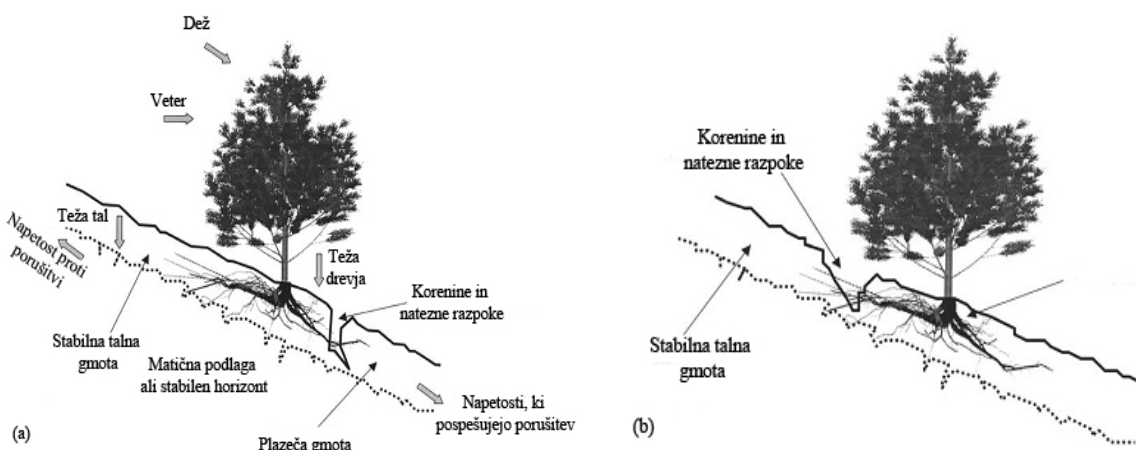 Dež
Veter
Teža tal
Napetost proti
porušitvi
Teža
drevja
Korenine in
natezne razpoke
Stabilna talna
gmota
Matična podlaga
ali stabilen horizont
Napetosti, ki
pospešujejo porušitev
Plazeča gmota
(a)
Korenine in
natezne razpoke
Stabilna talna
gmota
(b)